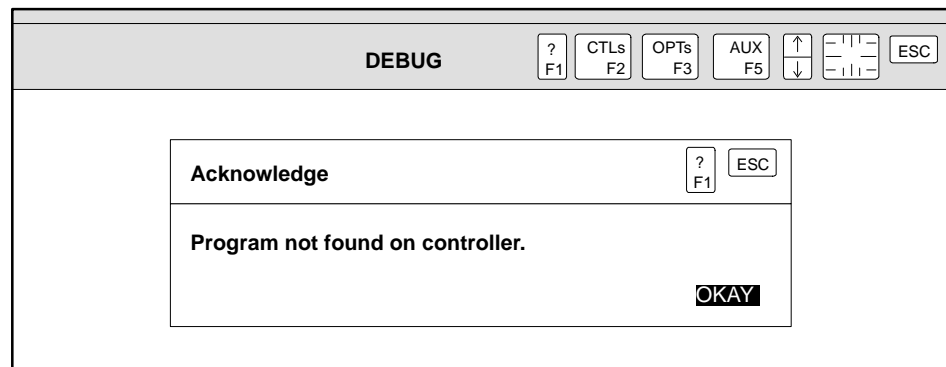 DEBUG
? F1
CTLs F2
OPTs F3
AUX F5
ESC
Acknowledge
? F1
ESC
Program not found on controller.
OKAY